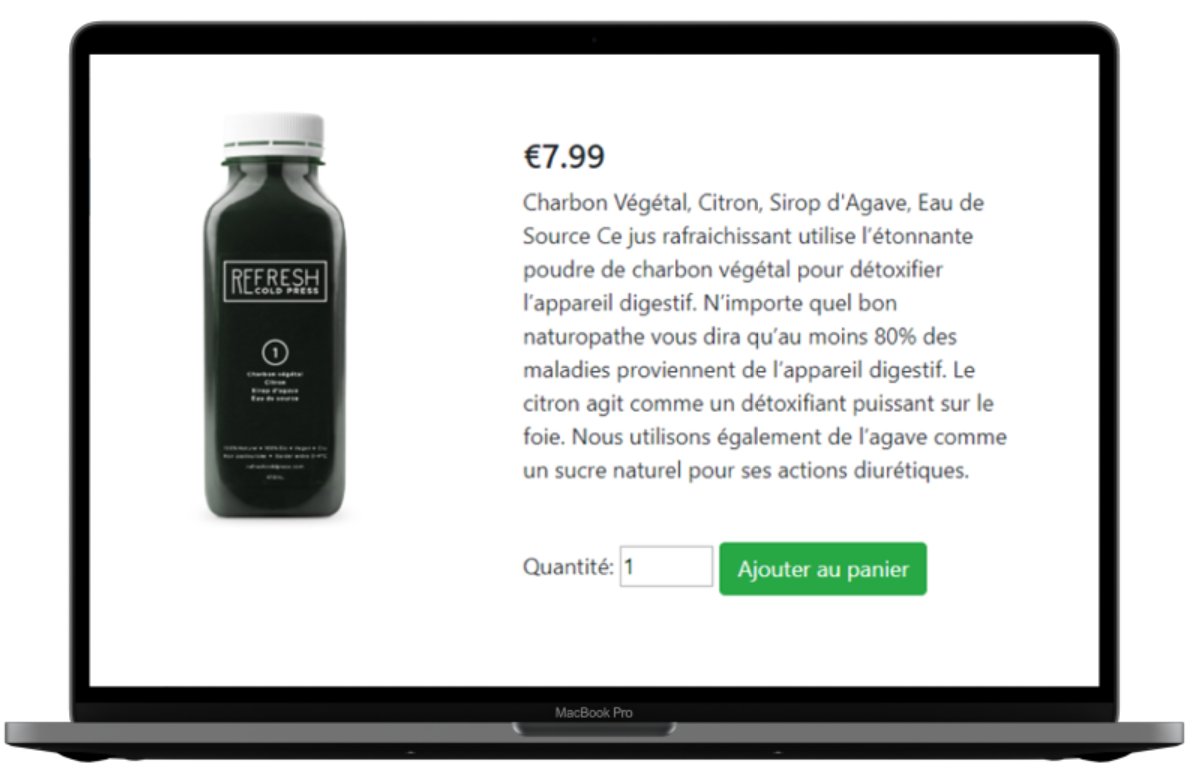 €7.99
Charbon Végétal, Citron, Sirop d'Agave, Eau de
Source Ce jus rafraichissant utilise l’étonnante
poudre de charbon végétal pour détoxifier
l’appareil digestif. N’importe quel bon
naturopathe vous dira qu’au moins 80% des
maladies proviennent de l’appareil digestif. Le
citron agit comme un détoxifiant puissant sur le
foie. Nous utilisons également de l’agave comme
un sucre naturel pour ses actions diurétiques.
Quantité: 1 Ajouter au panier
REFRESH
COLD PRESS
1
Charbon végétal
Citron
Sirop d'agave
Eau de source
MacBook Pro